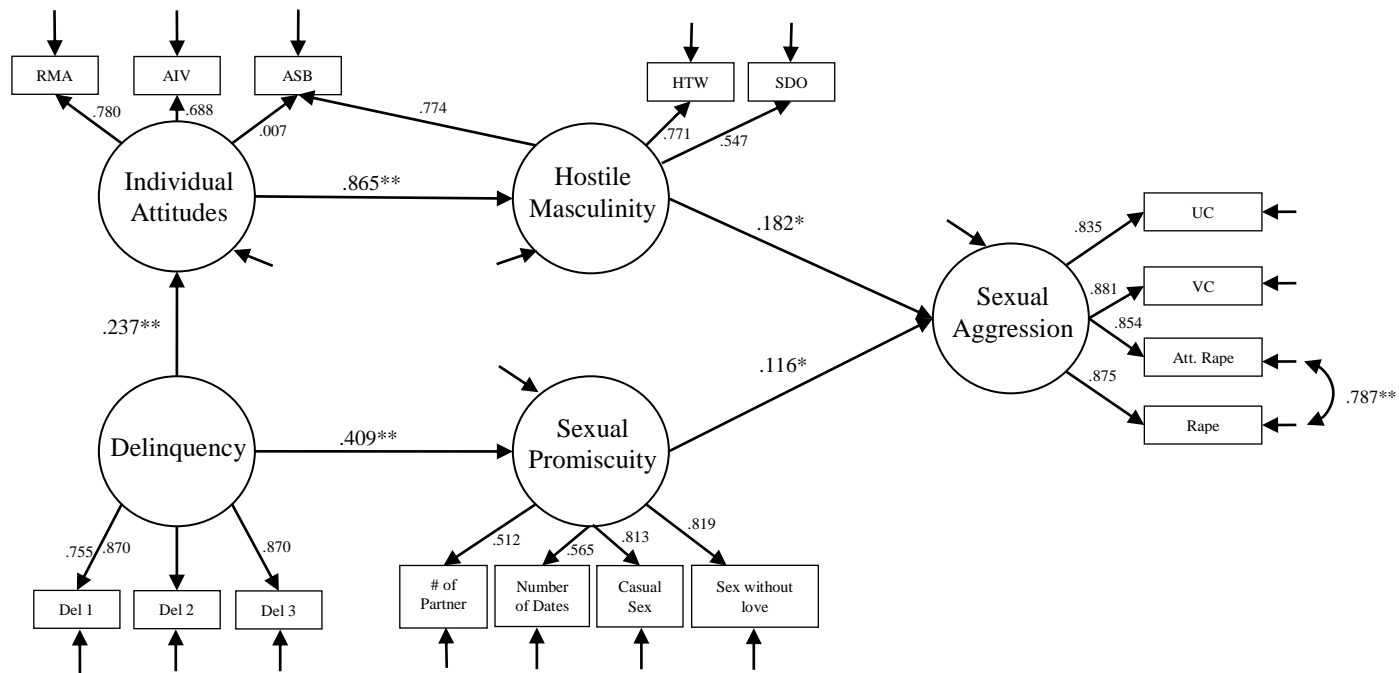 RMA
AIV
ASB
HTW
SDO
.780
.688
.007
.774
.771
.547
Individual
Attitudes
.865**
Hostile
Masculinity
.182*
.835
UC
.881
VC
Sexual
Aggression
.854
Att. Rape
.875
Rape
.787**
.237**
.116*
Delinquency
.409**
Sexual
Promiscuity
.755
.870
.870
.512
.565
.813
.819
Del 1
Del 2
Del 3
# of
Partner
Number
of Dates
Casual
Sex
Sex without
love